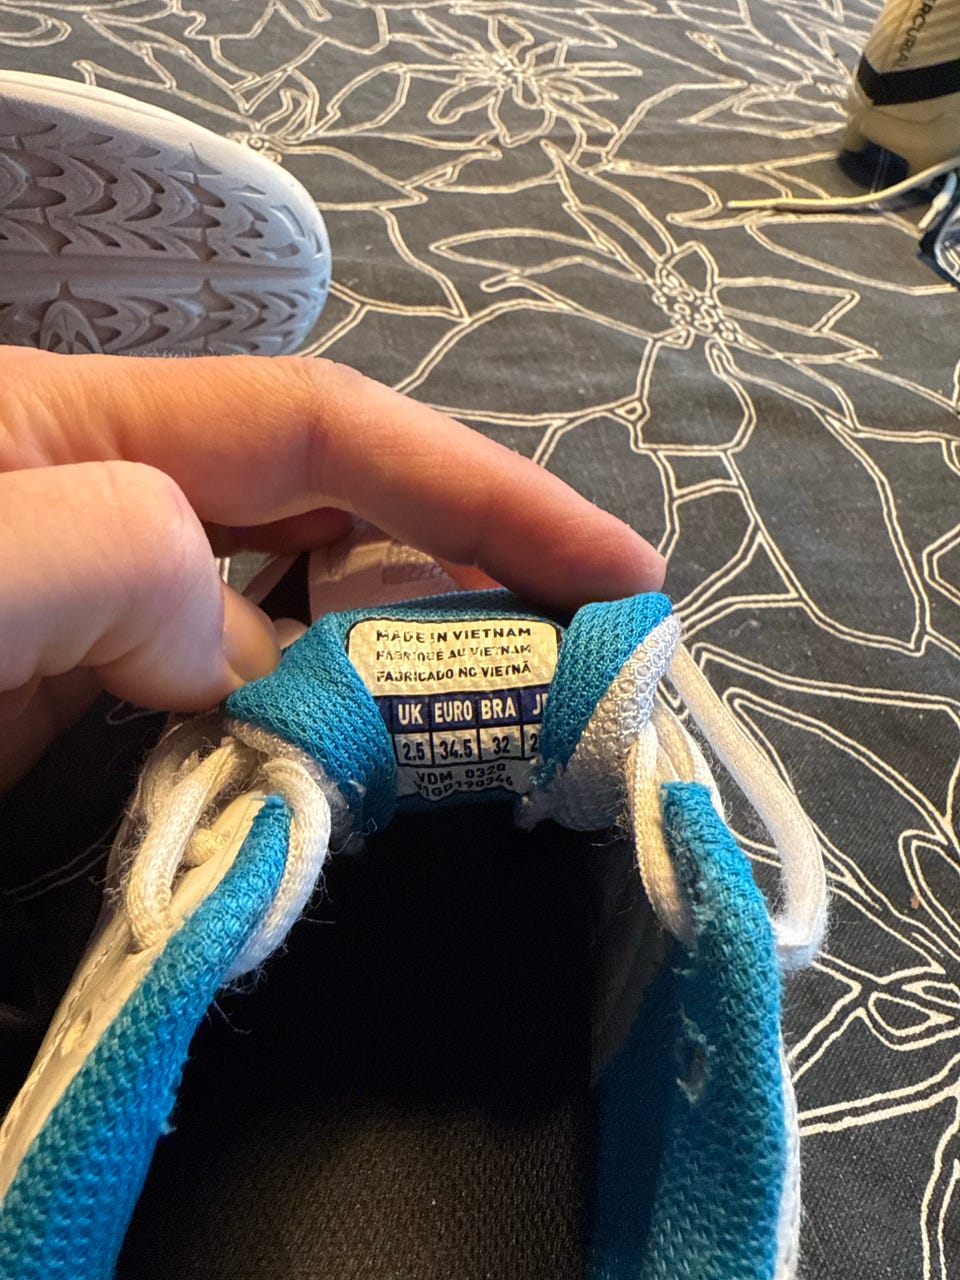 MADE IN VIETNAM
FABRIQUÉ AU VIETNAM
FABRICADO NO VIETNÃ
UK EURO BRA
2.5 34.5 32
VDM 0320